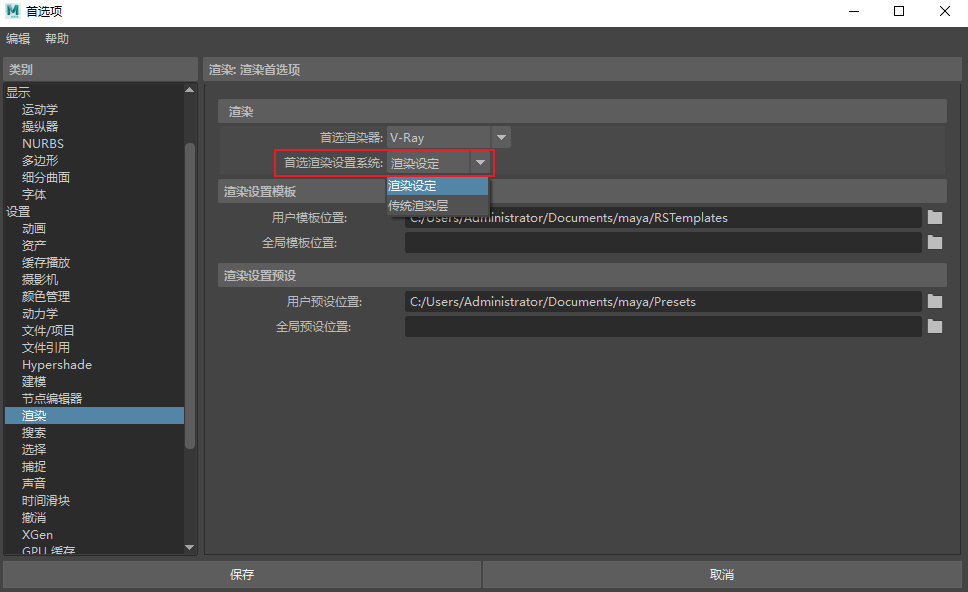 首选项
编辑 帮助
类别
显示
运动学
操纵器
NURBS
多边形
细分曲面
字体
设置
动画
资产
缓存播放
摄影机
颜色管理
动力学
文件/项目
文件引用
Hypershade
建模
节点编辑器
渲染
搜索
选择
捕捉
声音
时间滑块
撤消
XGen
GPU 缓存
渲染: 渲染首选项
渲染
首选渲染器: V-Ray
首选渲染设置系统: 渲染设定
渲染设定
传统渲染层
渲染设置模板
用户模板位置: C:/Users/Administrator/Documents/maya/RSTemplates
全局模板位置:
渲染设置预设
用户预设位置: C:/Users/Administrator/Documents/maya/Presets
全局预设位置:
保存 取消